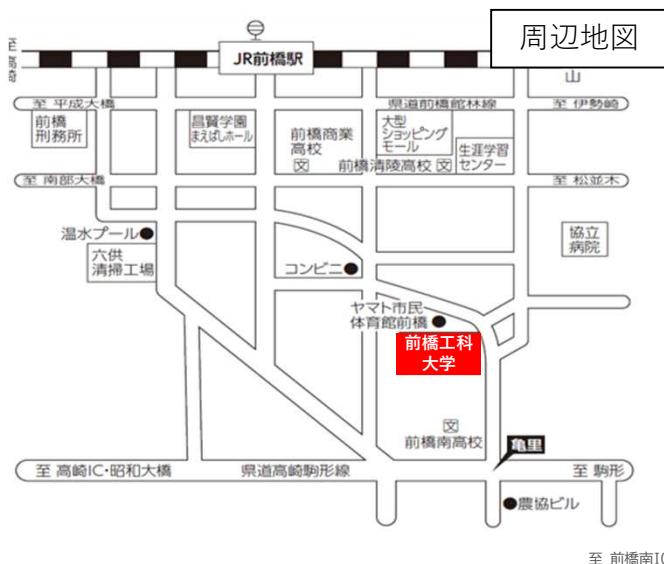 周辺地図
至 高崎
JR前橋駅
山
至 平成大橋
県道前橋館林線
至 伊勢崎
前橋
刑務所
昌賢学園
まえばしホール
前橋商業
高校
文
大型
ショッピング
モール
前橋清陵高校 文
生涯学習
センター
至 南部大橋
至 松並木
温水プール
六供
清掃工場
コンビニ
協立
病院
ヤマト市民
体育館前橋
前橋工科
大学
文
前橋南高校
亀里
至 高崎IC・昭和大橋
県道高崎駒形線
至 駒形
農協ビル
至 前橋南IC